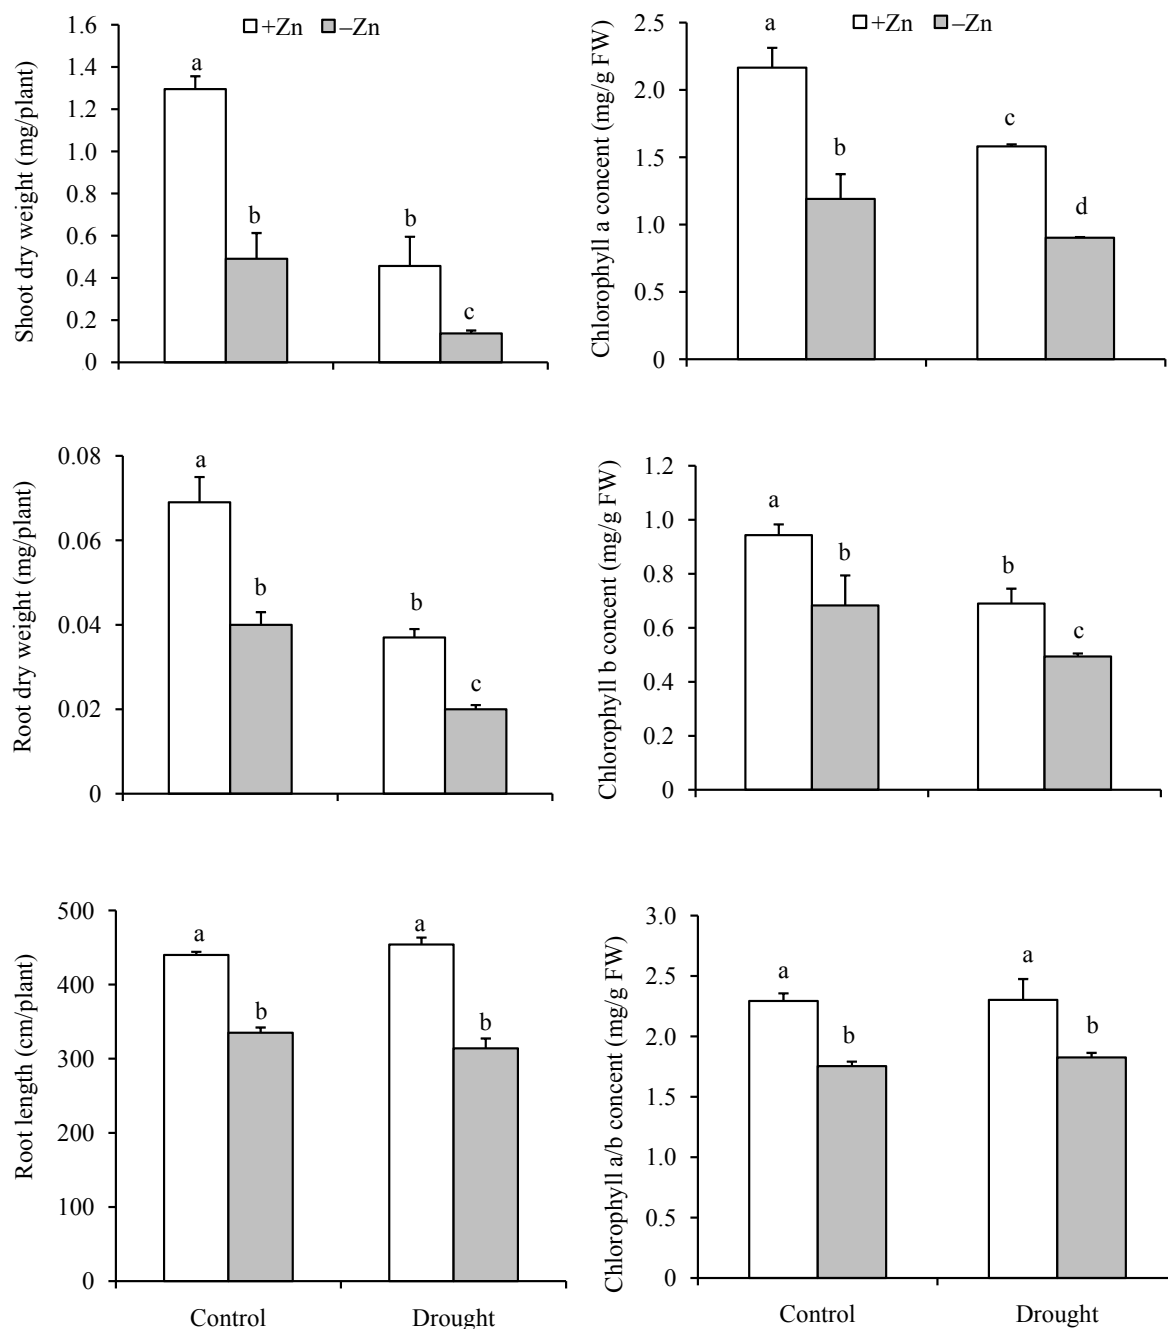 +Zn –Zn
Shoot dry weight (mg/plant)
1.6
1.4
1.2
1.0
0.8
0.6
0.4
0.2
0
a
b
b
c
+Zn –Zn
Chlorophyll a concent (mg/g FW)
2.5
2.0
1.5
1.0
0.5
0
a
b
c
d
Root dry weight (mg/plant)
0.08
0.06
0.04
0.02
0
a
b
b
c
Chlorophyll b concent (mg/g FW)
1.2
1.0
0.8
0.6
0.4
0.2
0
a
b
b
c
Root length (cm/plant)
500
400
300
200
100
0
a
b
a
b
Control Drought
Chlorophyll a/b concent (mg/g FW)
3.0
2.5
2.0
1.5
1.0
0.5
0
a
b
a
b
Control Drought